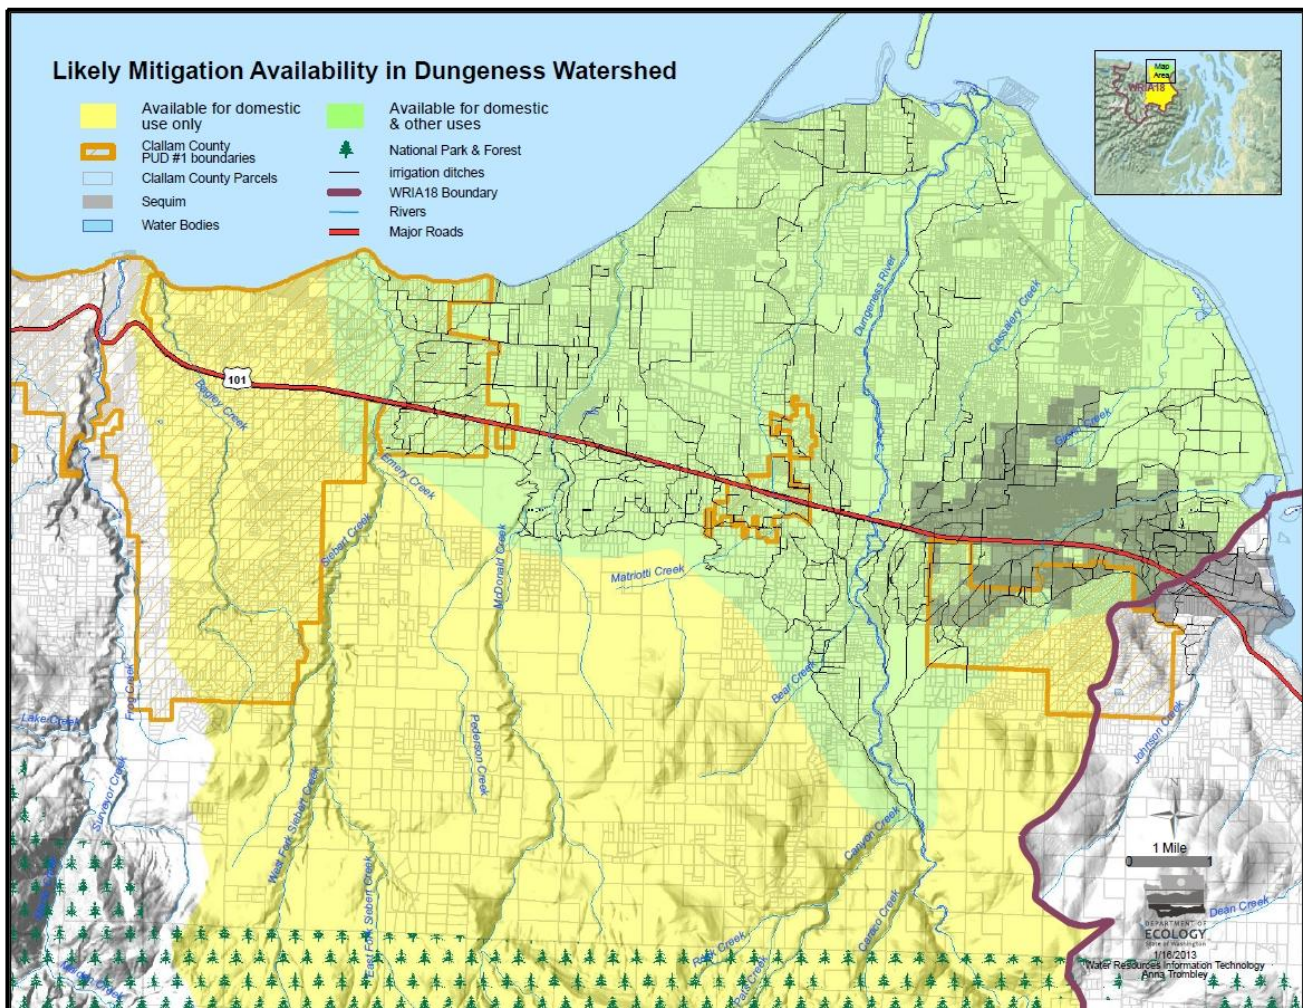 Likely Mitigation Availability in Dungeness Watershed
Available for domestic
use only
Clallam County
PUD #1 boundaries
Clallam County Parcels
Sequim
Water Bodies
Available for domestic
& other uses
National Park & Forest
irrigation ditches
WRIA18 Boundary
Rivers
Major Roads
Map
Area
WRIA18
101
Bagley Creek
Emery Creek
Siebert Creek
McDonald Creek
Matriotti Creek
Dungeness River
Cassalery Creek
Gierin Creek
Bear Creek
Pederson Creek
Frog Creek
Lake Creek
Surveyor Creek
West Fork Siebert Creek
East Fork Siebert Creek
Canyon Creek
Caraco Creek
Johnson Creek
Dean Creek
1 Mile
0 1
DEPARTMENT OF
ECOLOGY
State of Washington
1/16/2013
Water Resources Information Technology
Anna Trombley